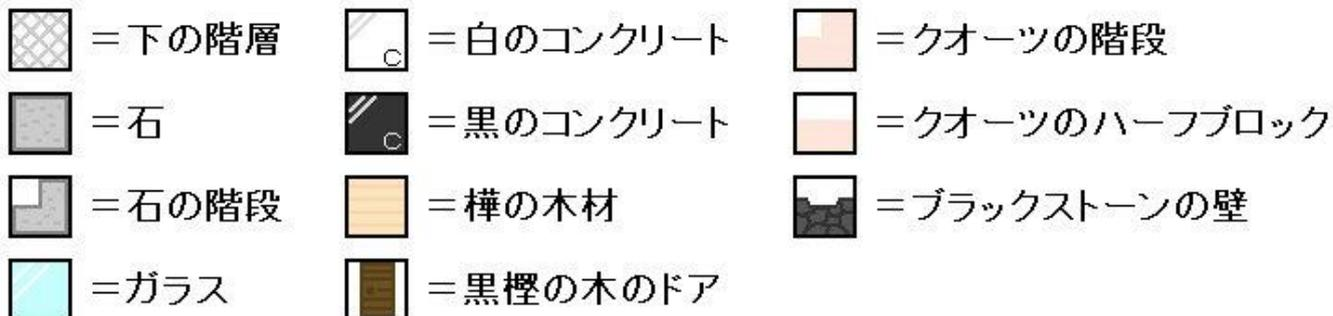 ＝下の階層
＝白のコンクリート
＝クオーツの階段
＝石
＝黒のコンクリート
＝クオーツのハーフブロック
＝石の階段
＝樺の木材
＝ブラックストーンの壁
＝ガラス
＝黒樫の木のドア
C
C